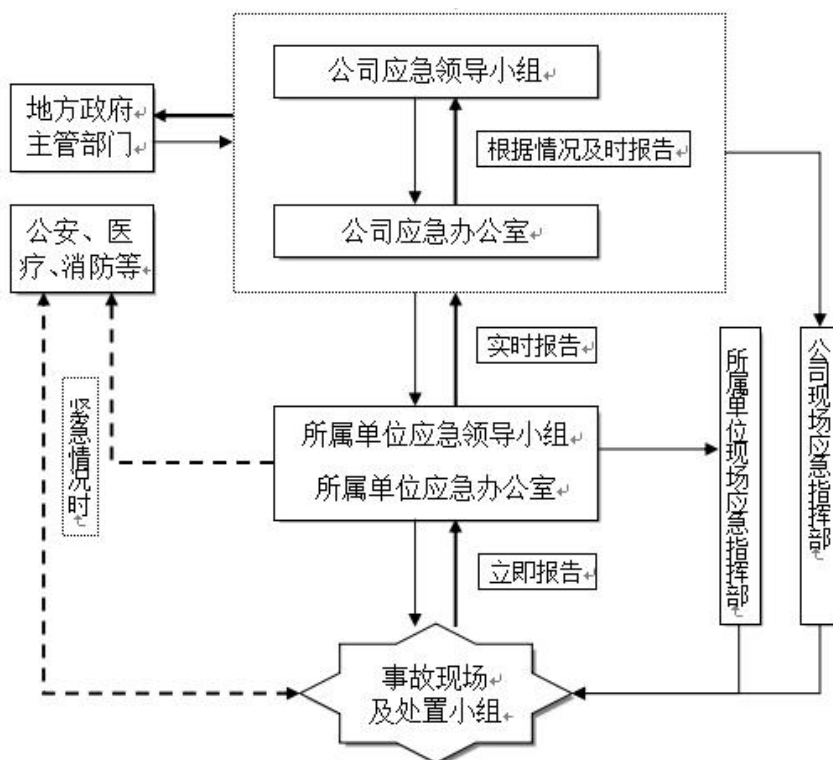 公司应急领导小组
地方政府
主管部门
根据情况及时报告
公司应急办公室
公安、医
疗、消防等
实时报告
紧急情况时
所属单位应急领导小组
所属单位应急办公室
所属单位现场应急指挥部
公司现场应急指挥部
立即报告
事故现场
及处置小组